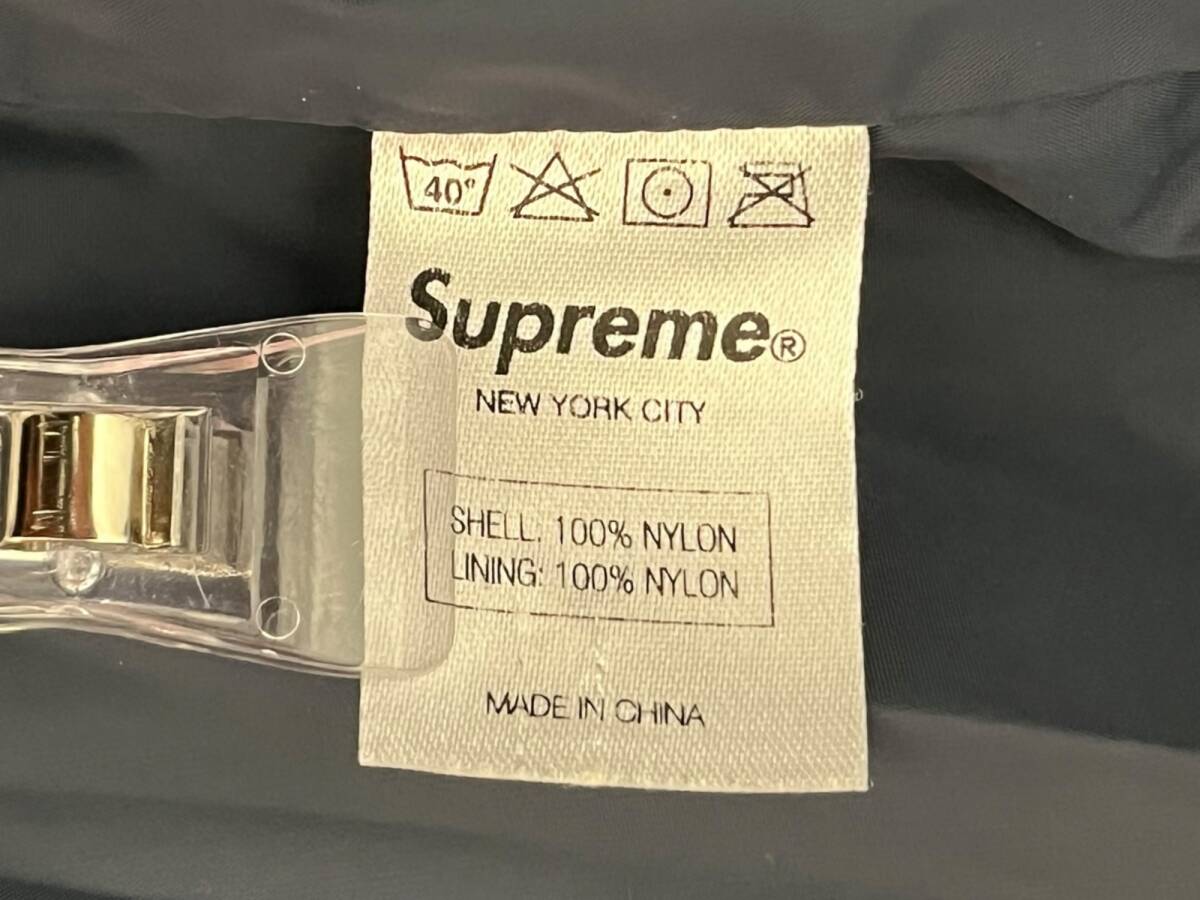 40°
Supreme®
NEW YORK CITY
SHELL: 100% NYLON
LINING: 100% NYLON
MADE IN CHINA